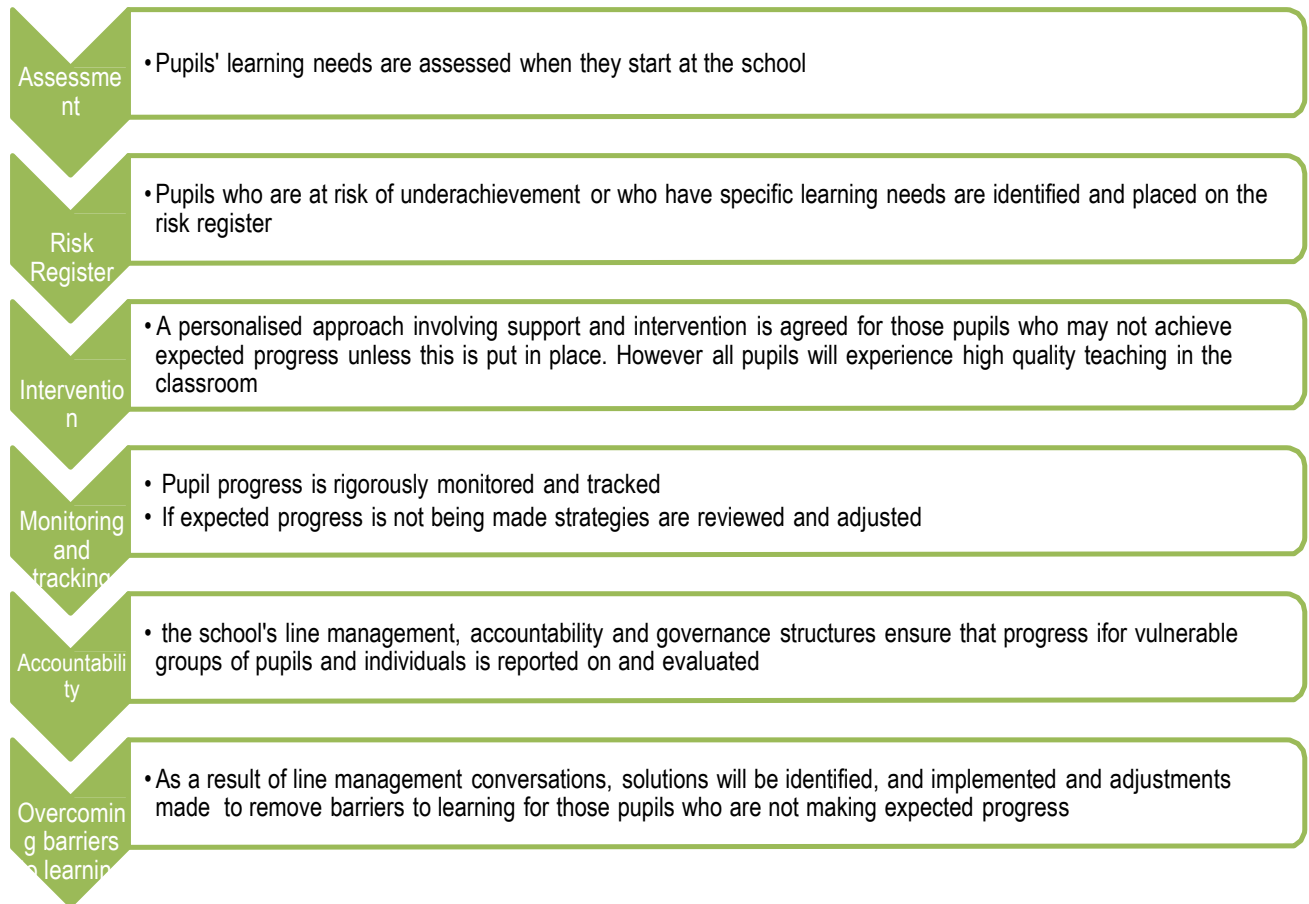 Assessme
nt
•Pupils' learning needs are assessed when they start at the school
Risk
Register
•Pupils who are at risk of underachievement or who have specific learning needs are identified and placed on the
risk register
Interventio
n
•A personalised approach involving support and intervention is agreed for those pupils who may not achieve
expected progress unless this is put in place. However all pupils will experience high quality teaching in the
classroom
Monitoring
and
tracking
• Pupil progress is rigorously monitored and tracked
• If expected progress is not being made strategies are reviewed and adjusted
Accountabili
ty
• the school's line management, accountability and governance structures ensure that progress ifor vulnerable
groups of pupils and individuals is reported on and evaluated
Overcomin
g barriers
o learnin
•As a result of line management conversations, solutions will be identified, and implemented and adjustments
made to remove barriers to learning for those pupils who are not making expected progress